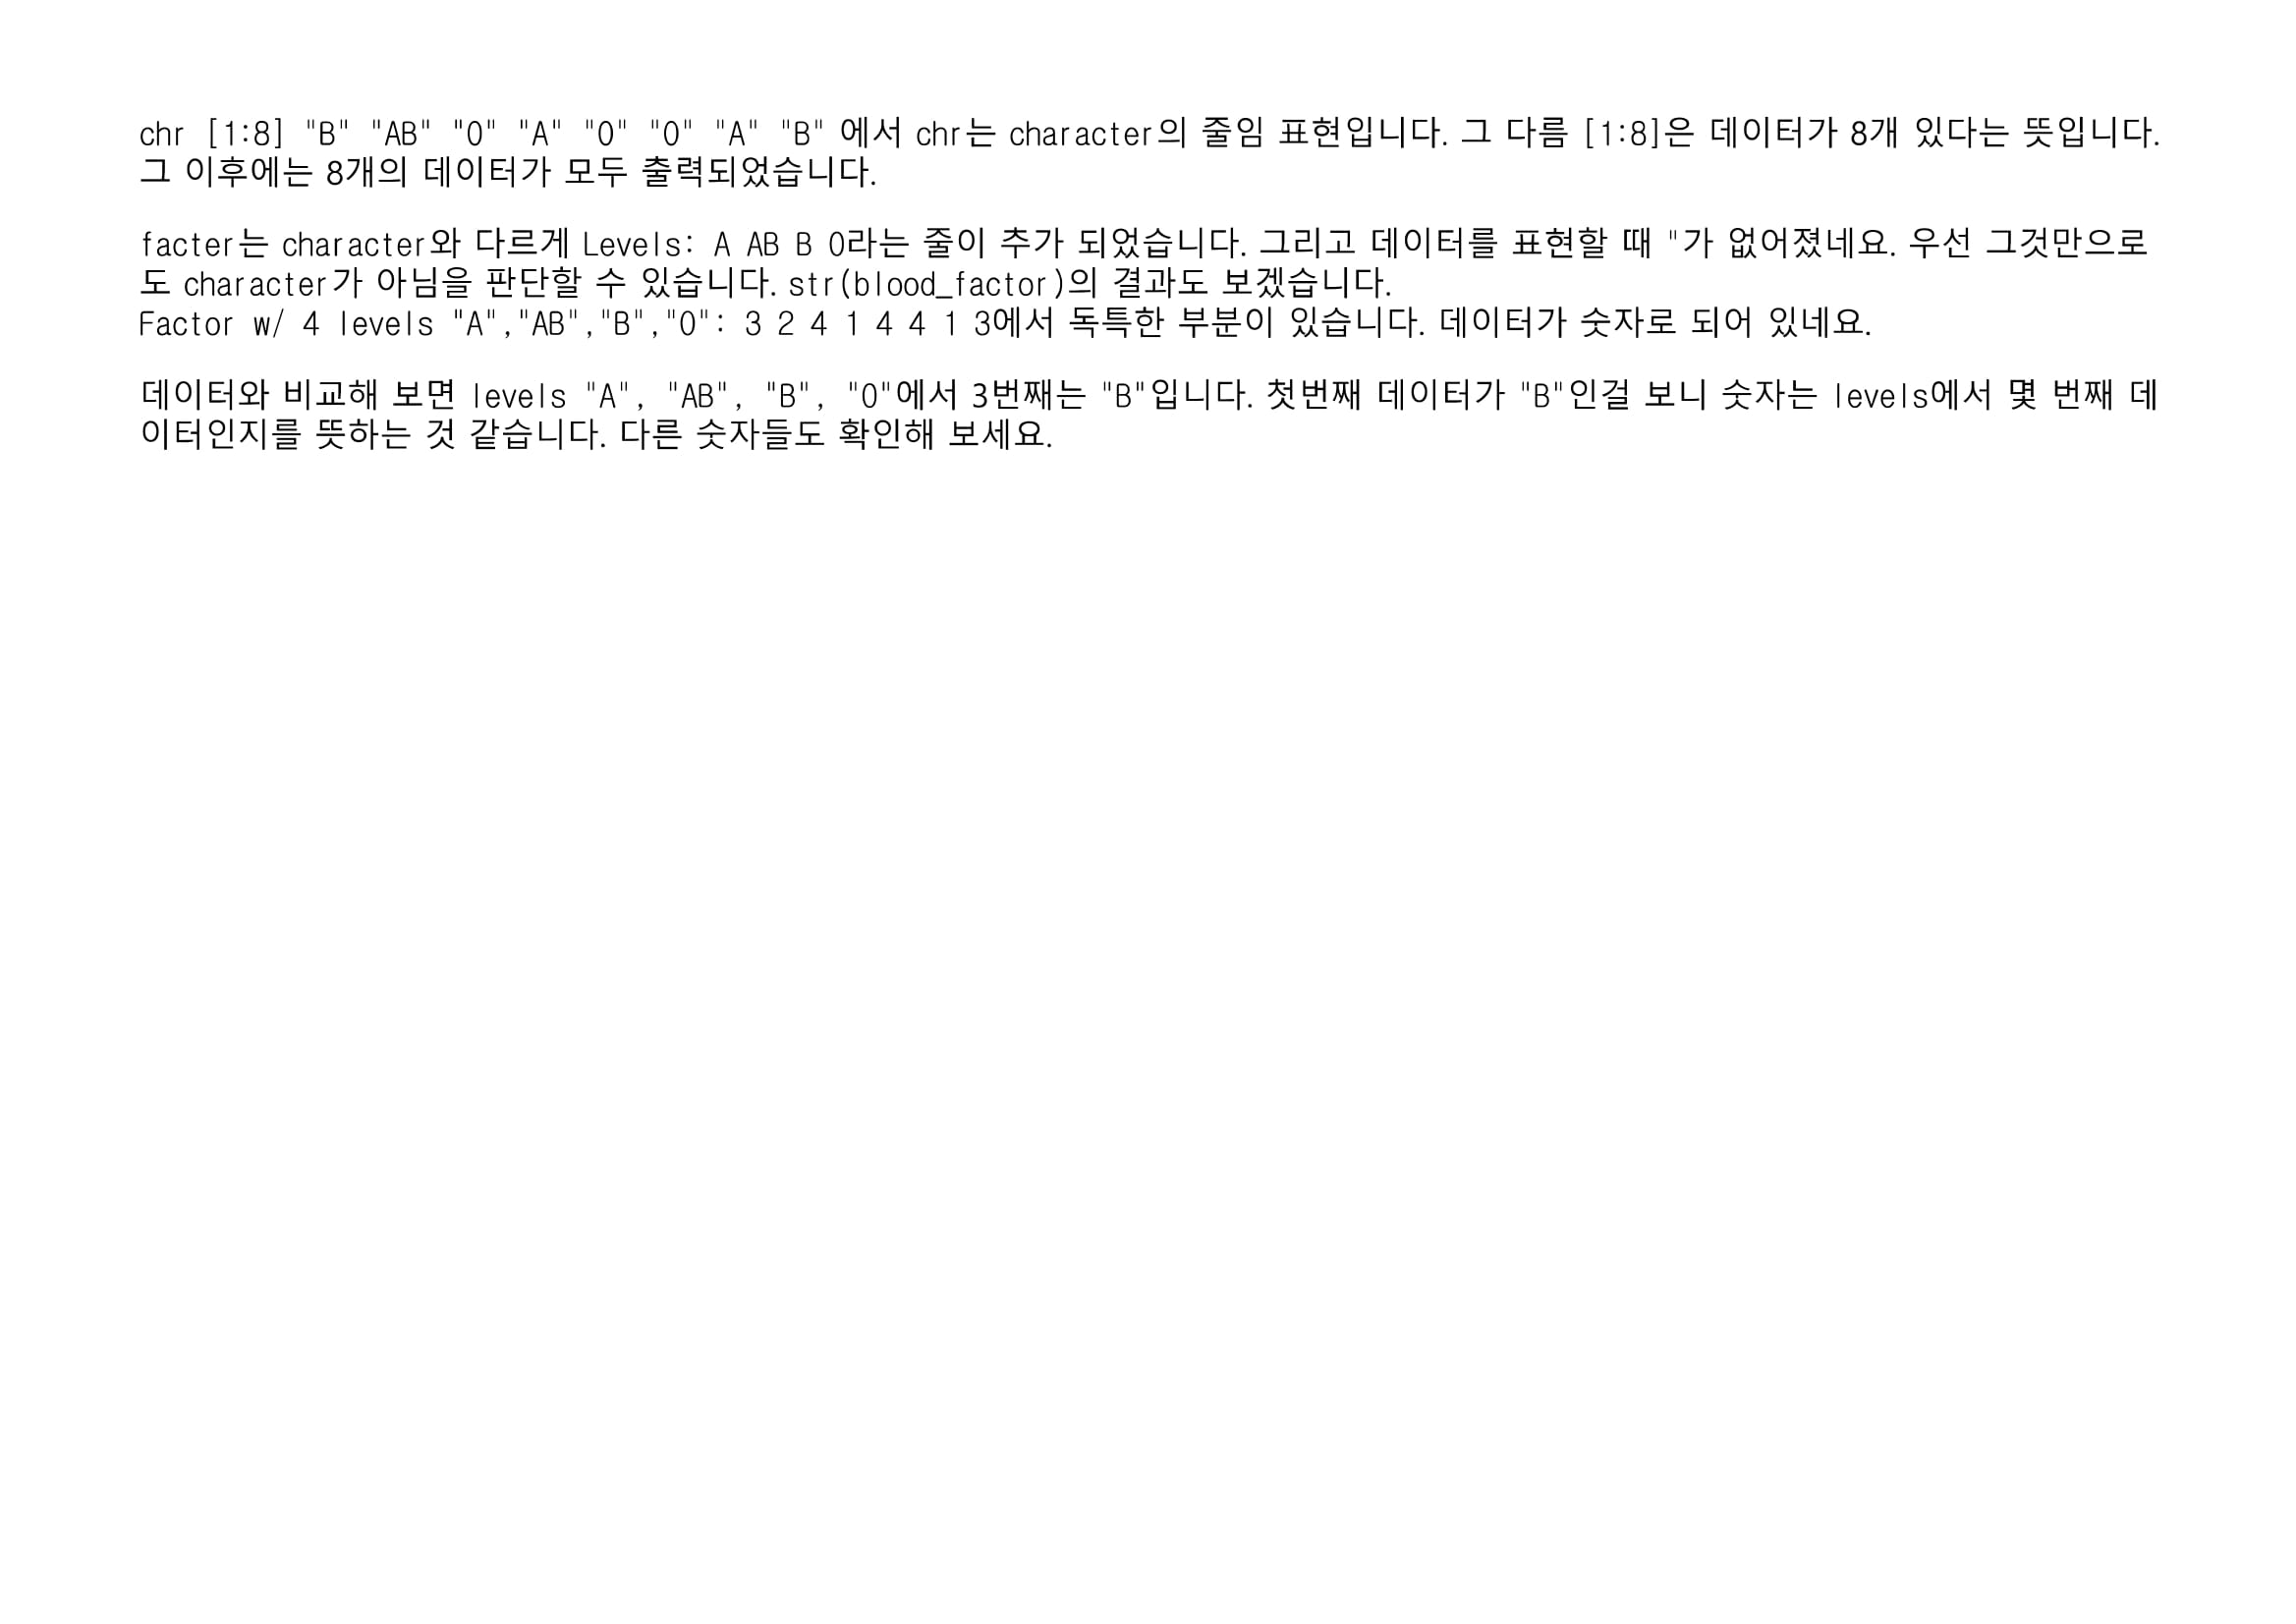 chr [1:8] "B" "AB" "O" "A" "O" "O" "A" "B" 에서 chr는 character의 줄임 표현입니다. 그 다름 [1:8]은 데이터가 8개 있다는 뜻입니다.
그 이후에는 8개의 데이터가 모두 출력되었습니다.
facter는 character와 다르게 Levels: A AB B O라는 줄이 추가 되었습니다. 그리고 데이터를 표현할 때 "가 없어졌네요. 우선 그것만으로
도 character가 아님을 판단할 수 있습니다. str(blood_factor)의 결과도 보겠습니다.
Factor w/ 4 levels "A","AB","B","O": 3 2 4 1 4 4 1 3에서 독특한 부분이 있습니다. 데이터가 숫자로 되어 있네요.
데이터와 비교해 보면 levels "A", "AB", "B", "O"에서 3번째는 "B"입니다. 첫번째 데이터가 "B"인걸 보니 숫자는 levels에서 몇 번째 데
이터인지를 뜻하는 것 같습니다. 다른 숫자들도 확인해 보세요.